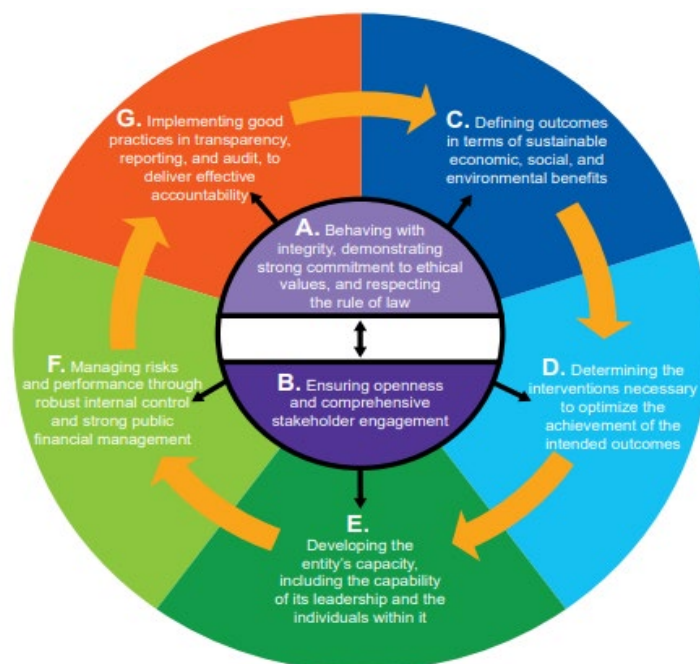 G. Implementing good
practices in transparency,
reporting, and audit, to
deliver effective
accountability
C. Defining outcomes
in terms of sustainable
economic, social, and
environmental benefits
A. Behaving with
integrity, demonstrating
strong commitment to ethical
values, and respecting
the rule of law
B. Ensuring openness
and comprehensive
stakeholder engagement
D. Determining the
interventions necessary
to optimize the
achievement of the
intended outcomes
E.
Developing the
entity's capacity,
including the capability
of its leadership and the
individuals within it
F. Managing risks
and performance through
robust internal control
and strong public
financial management